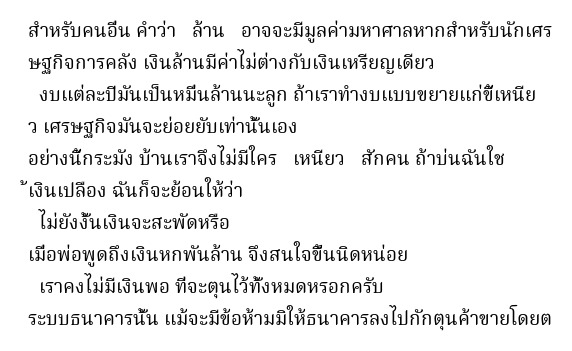 สำหรับคนอื่น คำว่า   ล้าน   อาจจะมีมูลค่ามหาศาลหากสำหรับนักเศร
ษฐกิจการคลัง เงินล้านมีค่าไม่ต่างกับเงินเหรียญเดียว
  งบแต่ละปีมันเป็นหมื่นล้านนะลูก ถ้าเราทำงบแบบขยายแก่ขี้เหนีย
ว เศรษฐกิจมันจะย่อยยับเท่านั้นเอง
อย่างนี้กระมัง บ้านเราจึงไม่มีใคร   เหนียว   สักคน ถ้าบ่นฉันใช
้เงินเปลือง ฉันก็จะย้อนให้ว่า
  ไม่ยังงั้นเงินจะสะพัดหรือ
เมื่อพ่อพูดถึงเงินหกพันล้าน จึงสนใจขึ้นนิดหน่อย
  เราคงไม่มีเงินพอ ที่จะตุนไว้ทั้งหมดหรอกครับ
ระบบธนาคารนั้น แม้จะมีข้อห้ามมิให้ธนาคารลงไปกักตุนค้าขายโดยต